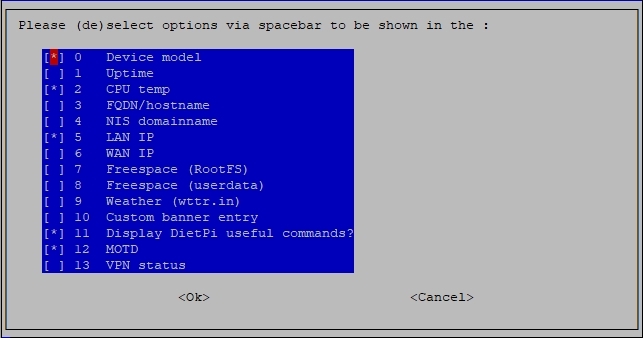 Please (de)select options via spacebar to be shown in the :
[*] 0 Device model
[ ] 1 Uptime
[*] 2 CPU temp
[ ] 3 FQDN/hostname
[ ] 4 NIS domainname
[*] 5 LAN IP
[ ] 6 WAN IP
[ ] 7 Freespace (RootFS)
[ ] 8 Freespace (userdata)
[ ] 9 Weather (wttr.in)
[ ] 10 Custom banner entry
[*] 11 Display DietPi useful commands?
[*] 12 MOTD
[ ] 13 VPN status
<Ok> <Cancel>